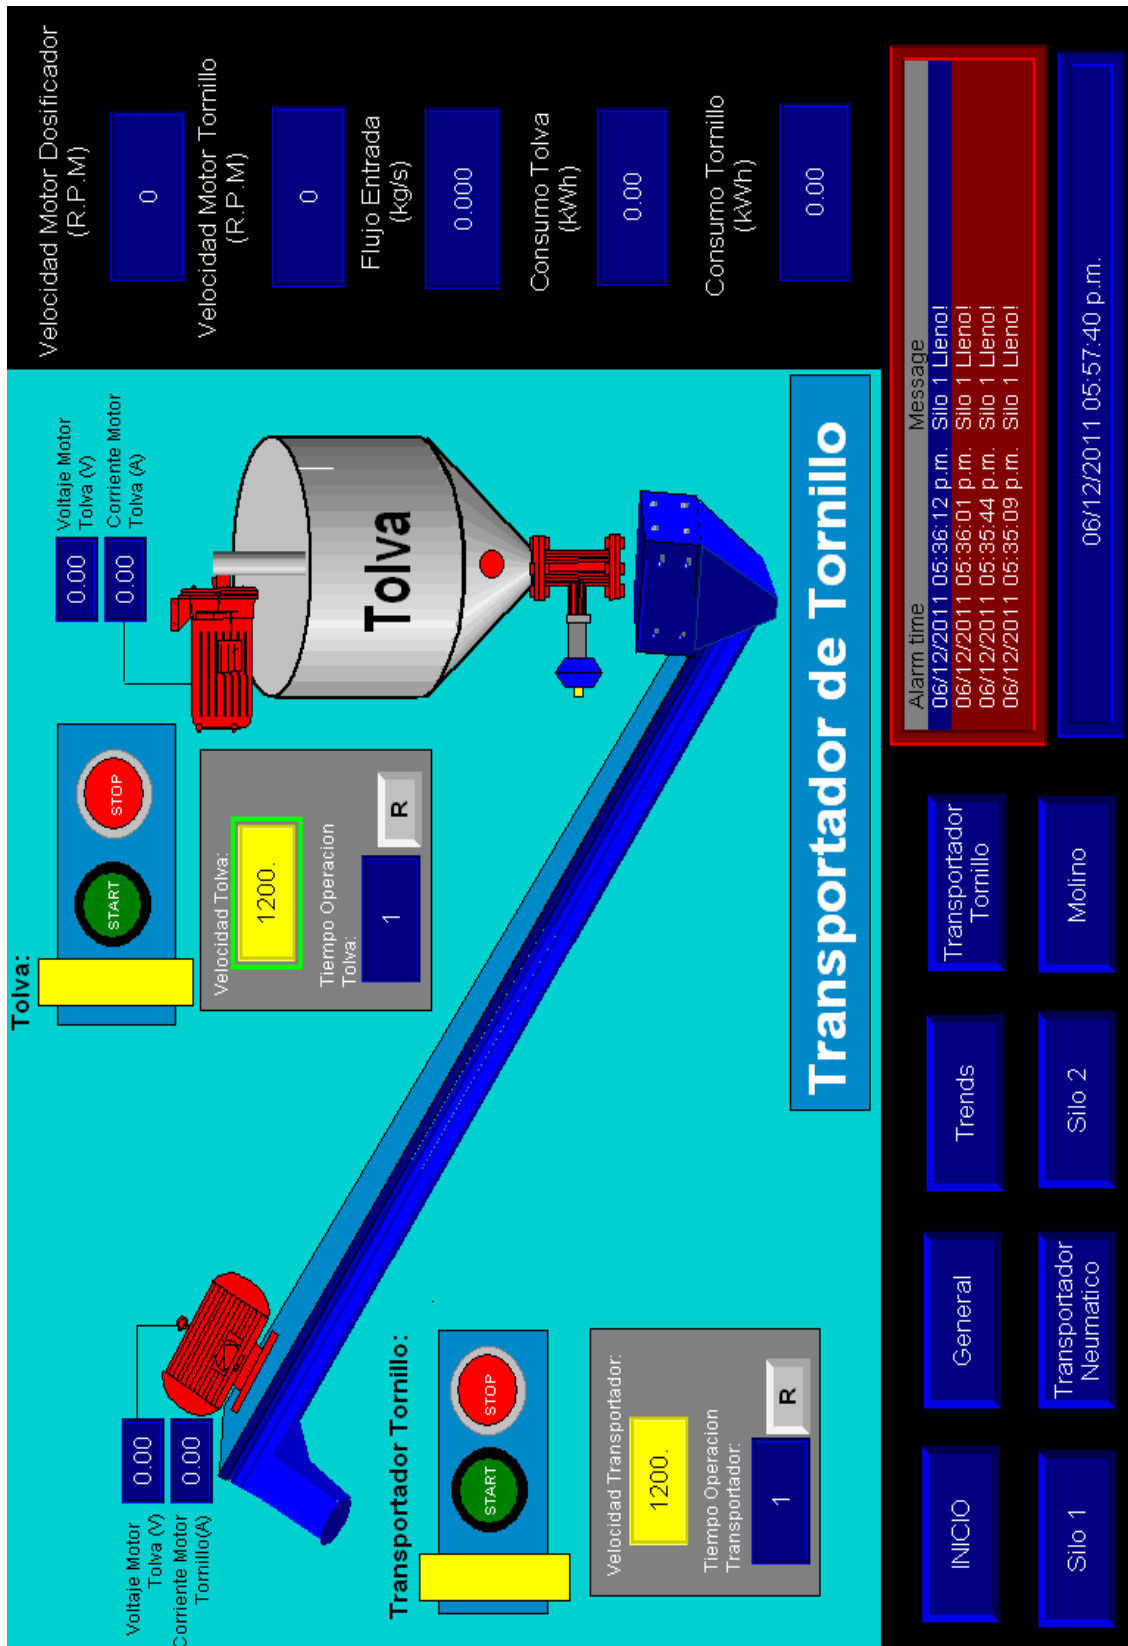 Voltaje Motor
Tolva (V)
0.00
Corriente Motor
Tornillo(A)
0.00
Tolva:
START
STOP
Velocidad Tolva:
1200.
Tiempo Operacion
Tolva:
1
R
0.00
Voltaje Motor
Tolva (V)
0.00
Corriente Motor
Tolva (A)
Tolva
Transportador Tornillo:
START
STOP
Velocidad Transportador:
1200.
Tiempo Operacion
Transportador:
1
R
Transportador de Tornillo
Velocidad Motor Dosificador
(R.P.M)
0
Velocidad Motor Tornillo
(R.P.M)
0
Flujo Entrada
(kg/s)
0.000
Consumo Tolva
(kWh)
0.00
Consumo Tornillo
(kWh)
0.00
INICIO
General
Trends
Transportador
Tornillo
Silo 1
Transportador
Neumatico
Silo 2
Molino
Alarm time Message
06/12/2011 05:36:12 p.m. Silo 1 Lleno!
06/12/2011 05:36:01 p.m. Silo 1 Lleno!
06/12/2011 05:35:44 p.m. Silo 1 Lleno!
06/12/2011 05:35:09 p.m. Silo 1 Lleno!
06/12/2011 05:57:40 p.m.